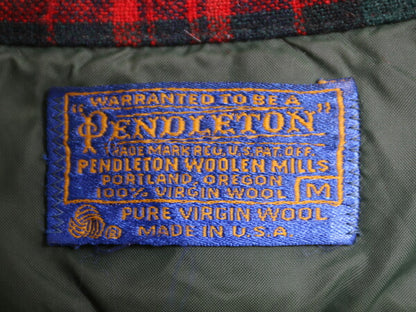 WARRANTED TO BE A
"PENDLETON"
TRADE MARK REG. U.S. PAT. OFF.
PENDLETON WOOLEN MILLS
PORTLAND, OREGON
100% VIRGIN WOOL M
® PURE VIRGIN WOOL
MADE IN U.S.A